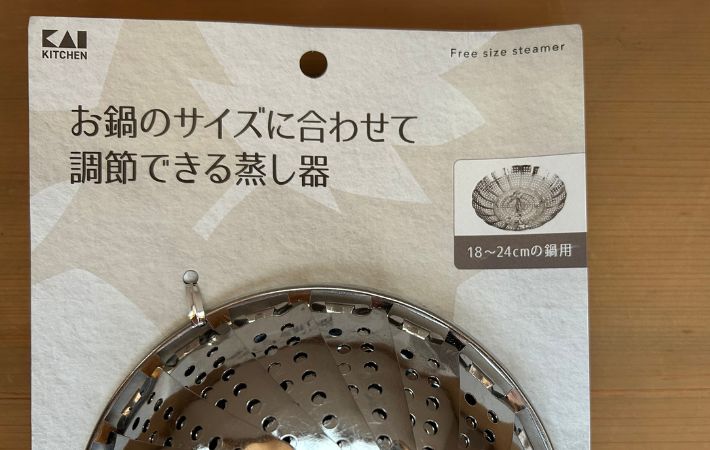 KAI
KITCHEN
Free size steamer
お鍋のサイズに合わせて
調節できる蒸し器
18〜24cmの鍋用